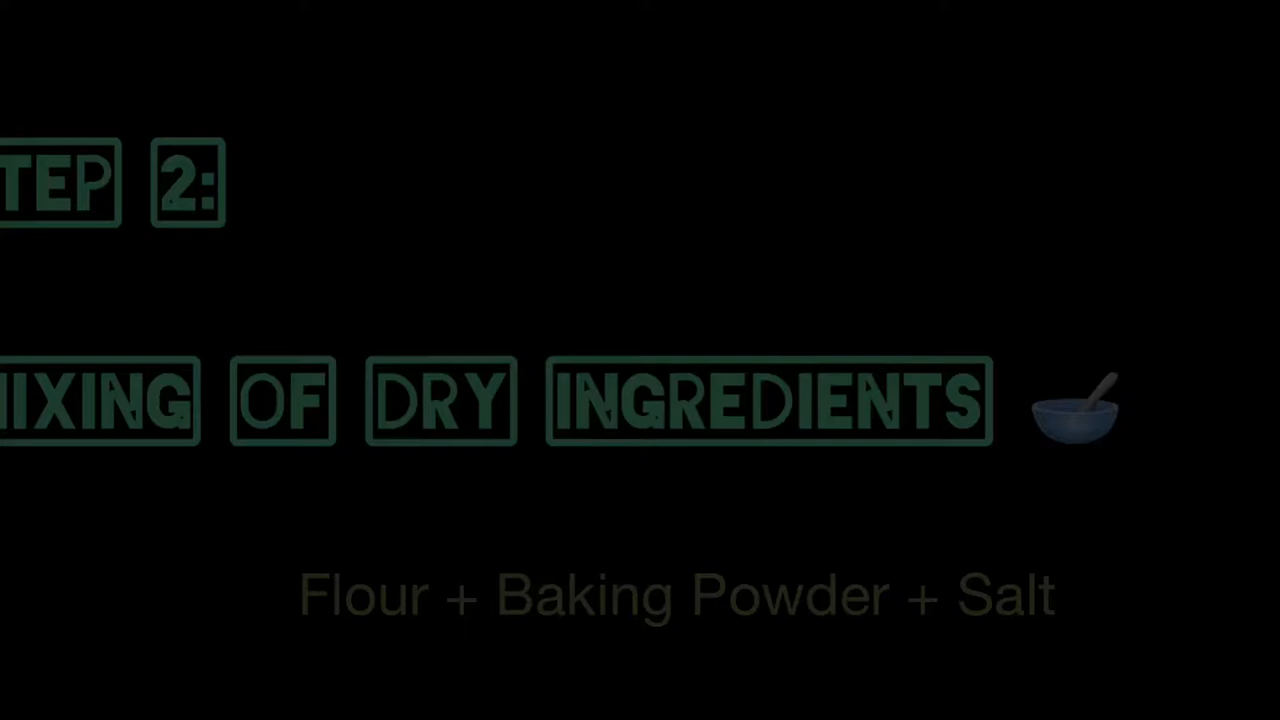 TEP 2:
IXING OF DRY INGREDIENTS
Flour + Baking Powder + Salt